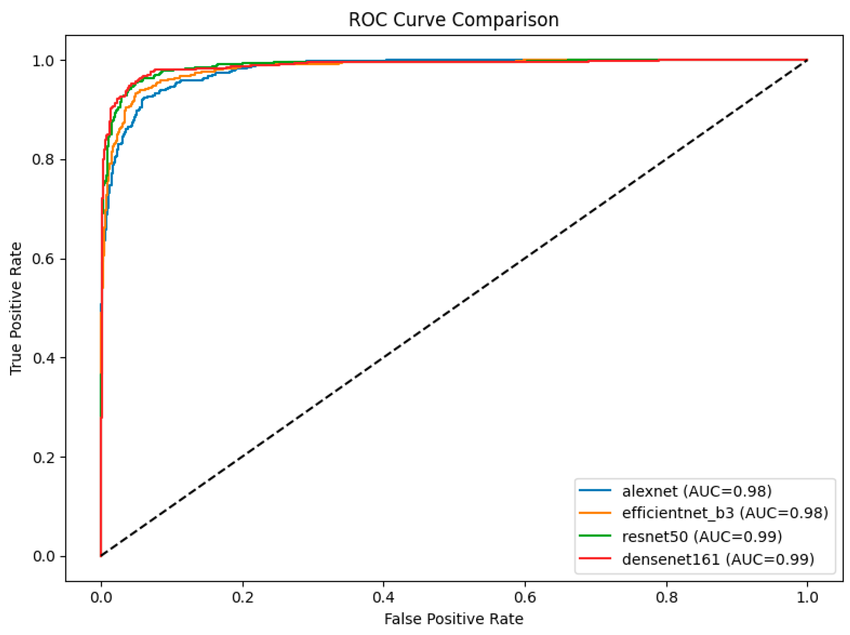 ROC Curve Comparison
1.0
0.8
0.6
0.4
0.2
0.0
True Positive Rate
0.0 0.2 0.4 0.6 0.8 1.0
False Positive Rate
alexnet (AUC=0.98)
efficientnet_b3 (AUC=0.98)
resnet50 (AUC=0.99)
densenet161 (AUC=0.99)